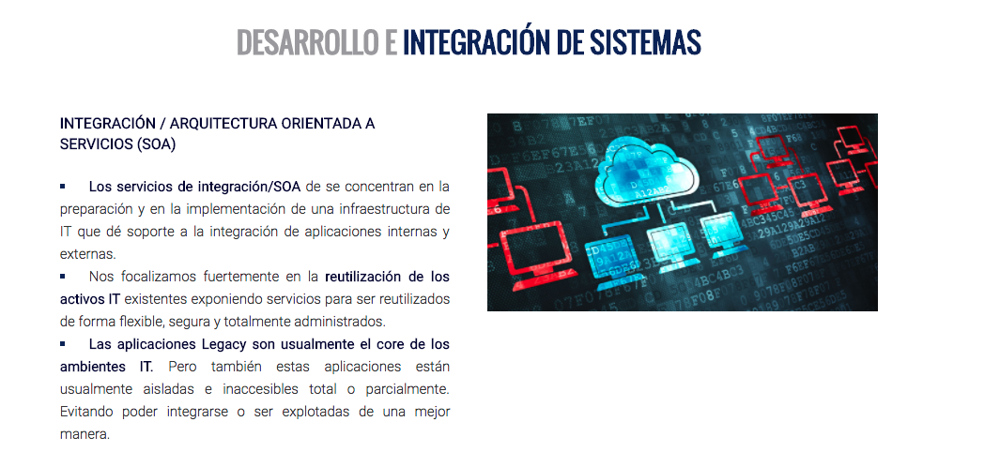 DESARROLLO E INTEGRACIÓN DE SISTEMAS
INTEGRACIÓN / ARQUITECTURA ORIENTADA A
SERVICIOS (SOA)
▪ Los servicios de integración/SOA de se concentran en la
preparación y en la implementación de una infraestructura de
IT que dé soporte a la integración de aplicaciones internas y
externas.
▪ Nos focalizamos fuertemente en la reutilización de los
activos IT existentes exponiendo servicios para ser reutilizados
de forma flexible, segura y totalmente administrados.
▪ Las aplicaciones Legacy son usualmente el core de los
ambientes IT. Pero también estas aplicaciones están
usualmente aisladas e inaccesibles total o parcialmente.
Evitando poder integrarse o ser explotadas de una mejor
manera.